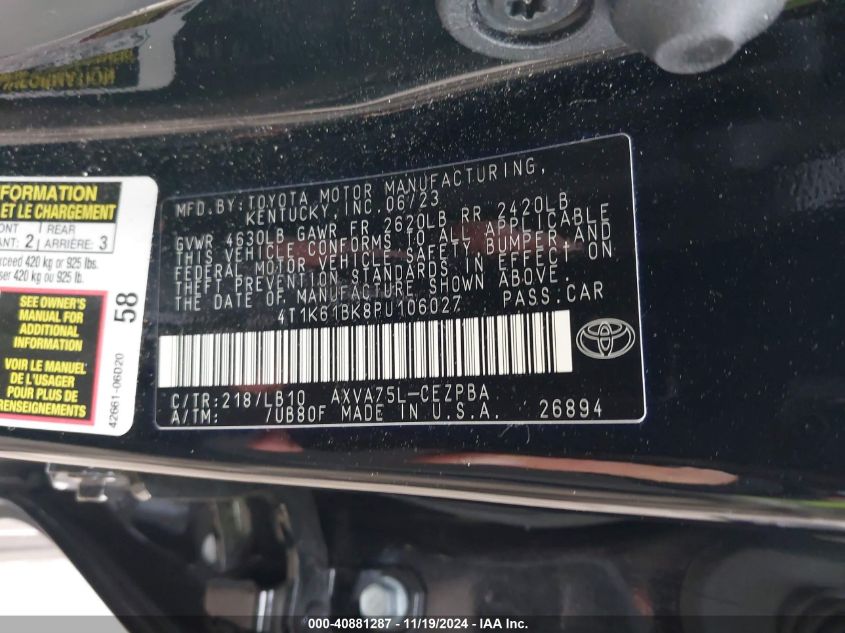 MFD.BY:TOYOTA MOTOR MANUFACTURING,
KENTUCKY, INC. 06/23
GVWR 4630LB GAWR FR 2620LB RR 2420LB
THIS VEHICLE CONFORMS TO ALL APPLICABLE
FEDERAL MOTOR VEHICLE SAFETY BUMPER, AND
THEFT PREVENTION STANDARDS IN EFFECT ON
THE DATE OF MANUFACTURE SHOWN ABOVE.
4T1K61BK8PU106027 PASS.CAR
C/TR:218/LB10 AXVA75L-CEZPBA
A/TM: 7UB80F MADE IN U.S.A. 26894
FORMATION
ET LE CHARGEMENT
ONT 1 REAR
ANT: 2 ARRIÈRE: 3
xceed 420 kg or 925 lbs.
ser 420 kg ou 925 lb.
SEE OWNER'S
MANUAL FOR
ADDITIONAL
INFORMATION
VOIR LE MANUEL
DE L'USAGER
POUR PLUS DE
RENSEIGNEMENTS
58
42661-06D20
© - 40881287 - 11/19/2024 - IAA Inc.